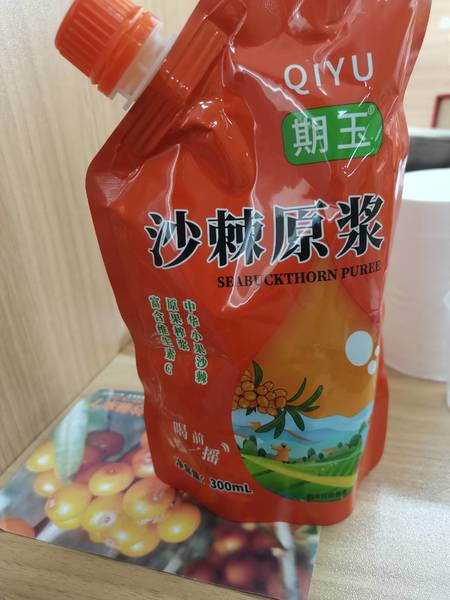 QIYU
期玉®
沙棘原浆
SEABUCKTHORN PUREE
中华小果沙棘
原果榨浆
富含维生素C
喝前
一摇
净含量: 300mL